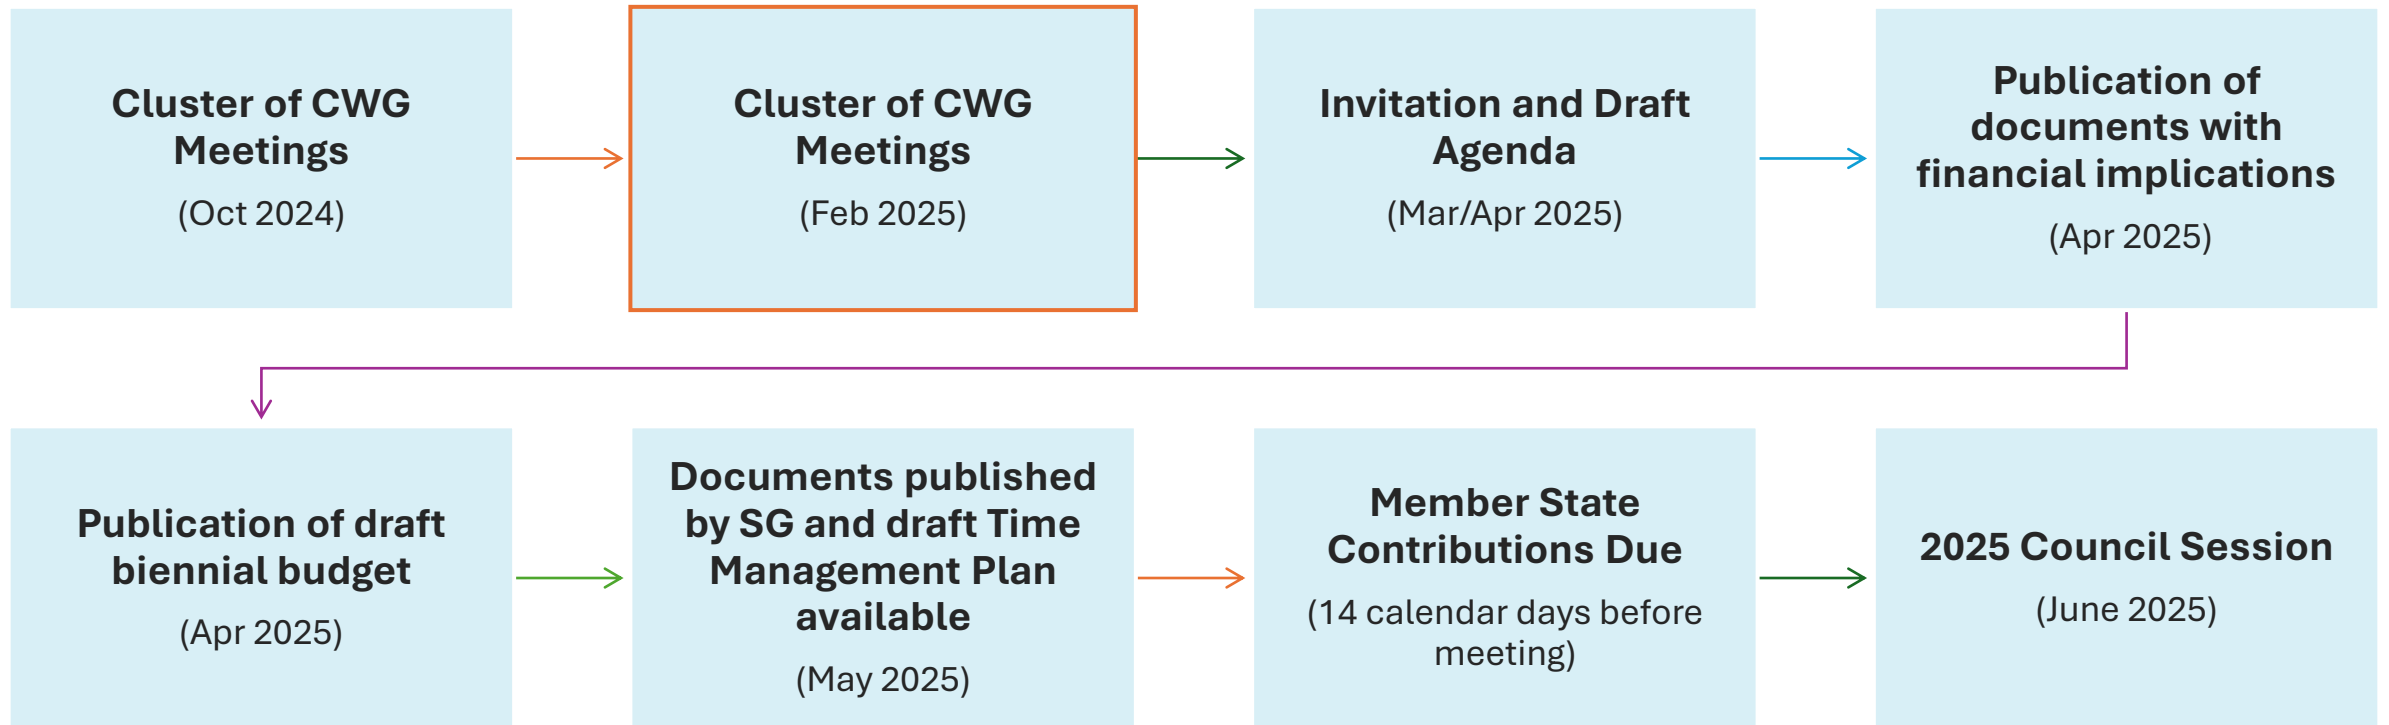 Cluster of CWG
Meetings
(Oct 2024)
Cluster of CWG
Meetings
(Feb 2025)
Invitation and Draft
Agenda
(Mar/Apr 2025)
Publication of
documents with
financial implications
(Apr 2025)
Publication of draft
biennial budget
(Apr 2025)
Documents published
by SG and draft Time
Management Plan
available
(May 2025)
Member State
Contributions Due
(14 calendar days before
meeting)
2025 Council Session
(June 2025)